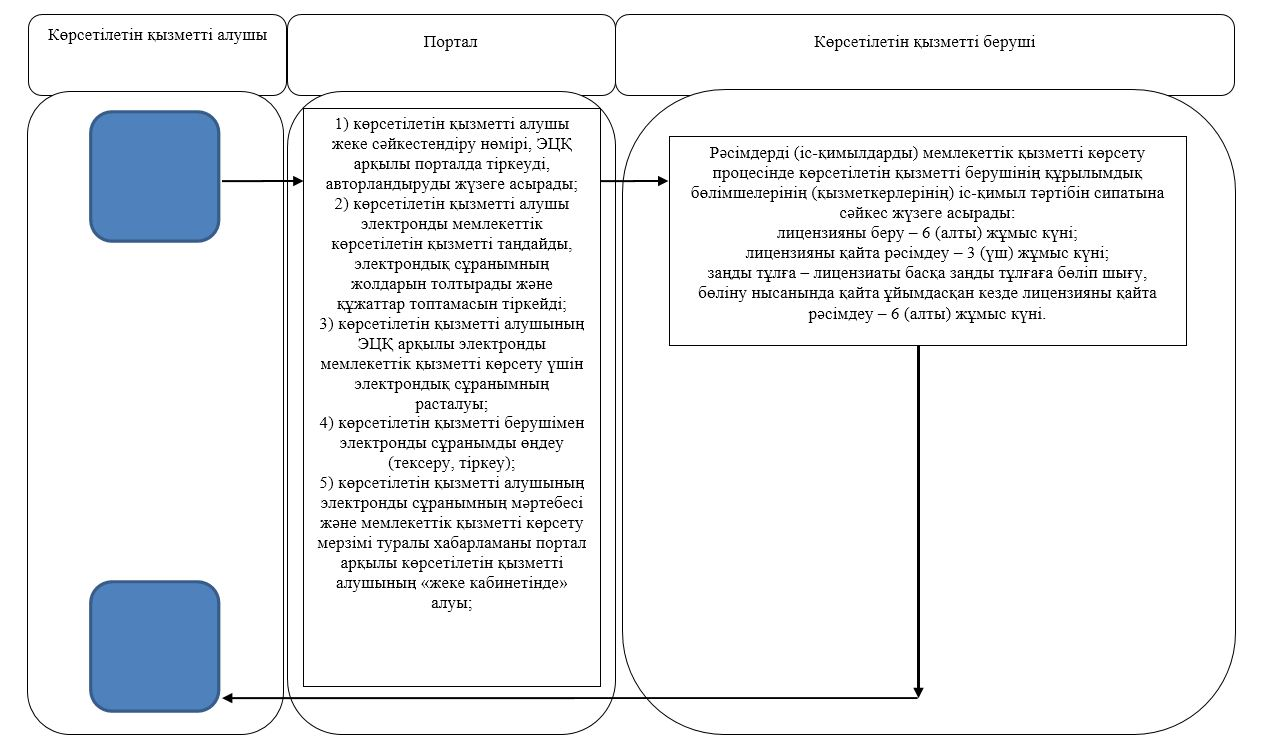 Көрсетілетін қызметті алушы
Портал
Көрсетілетін қызметті беруші
1) көрсетілетін қызметті алушы
жеке сәйкестендіру нөмірі, ЭЦҚ
арқылы порталда тіркеуді,
авторландыруды жүзеге асырады;
2) көрсетілетін қызметті алушы
электронды мемлекеттік
көрсетілетін қызметті таңдайды,
электрондық сұранымның
жолдарын толтырады және
құжаттар топтамасын тіркейді;
3) көрсетілетін қызметті алушының
ЭЦҚ арқылы электронды
мемлекеттік қызметті көрсету үшін
электрондық сұранымның
расталуы;
4) көрсетілетін қызметті берушімен
электронды сұранымды өңдеу
(тексеру, тіркеу);
5) көрсетілетін қызметті алушының
электронды сұранымның мәртебесі
және мемлекеттік қызметті көрсету
мерзімі туралы хабарламаны портал
арқылы көрсетілетін қызметті
алушының «жеке кабинетінде»
алуы;
Рәсімдерді (іс-қимылдарды) мемлекеттік қызметті көрсету
процесінде көрсетілетін қызметті берушінің құрылымдық
бөлімшелерінің (қызметкерлерінің) іс-қимыл тәртібін сипатына
сәйкес жүзеге асырады:
лицензияны беру – 6 (алты) жұмыс күні;
лицензияны қайта рәсімдеу – 3 (үш) жұмыс күні;
заңды тұлға – лицензиаты басқа заңды тұлғаға бөліп шығу,
бөліну нысанында қайта ұйымдасқан кезде лицензияны қайта
рәсімдеу – 6 (алты) жұмыс күні.